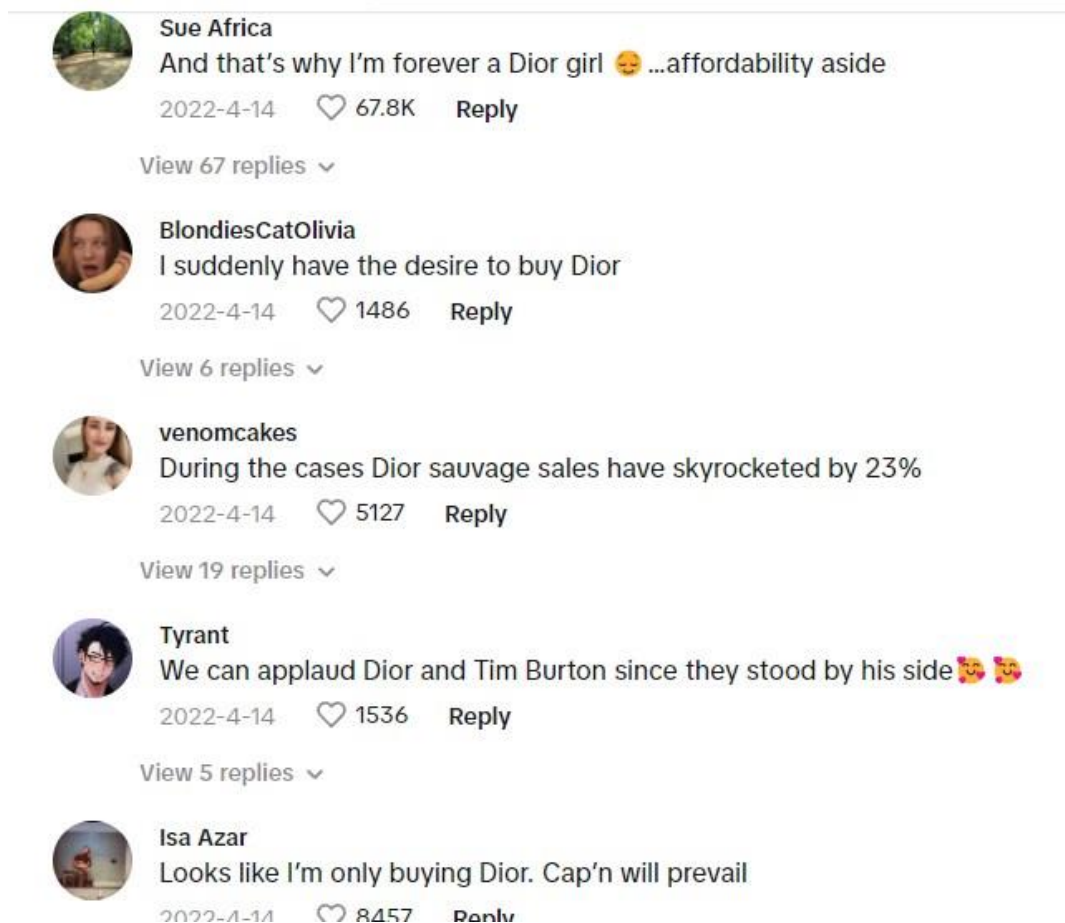 Sue Africa
And that's why I'm forever a Dior girl 😌...affordability aside
2022-4-14 67.8K Reply
View 67 replies
BlondiesCatOlivia
I suddenly have the desire to buy Dior
2022-4-14 1486 Reply
View 6 replies
venomcakes
During the cases Dior sauvage sales have skyrocketed by 23%
2022-4-14 5127 Reply
View 19 replies
Tyrant
We can applaud Dior and Tim Burton since they stood by his side🥰 🥰
2022-4-14 1536 Reply
View 5 replies
Isa Azar
Looks like I'm only buying Dior. Cap'n will prevail
2022-4-14 8457 Reply